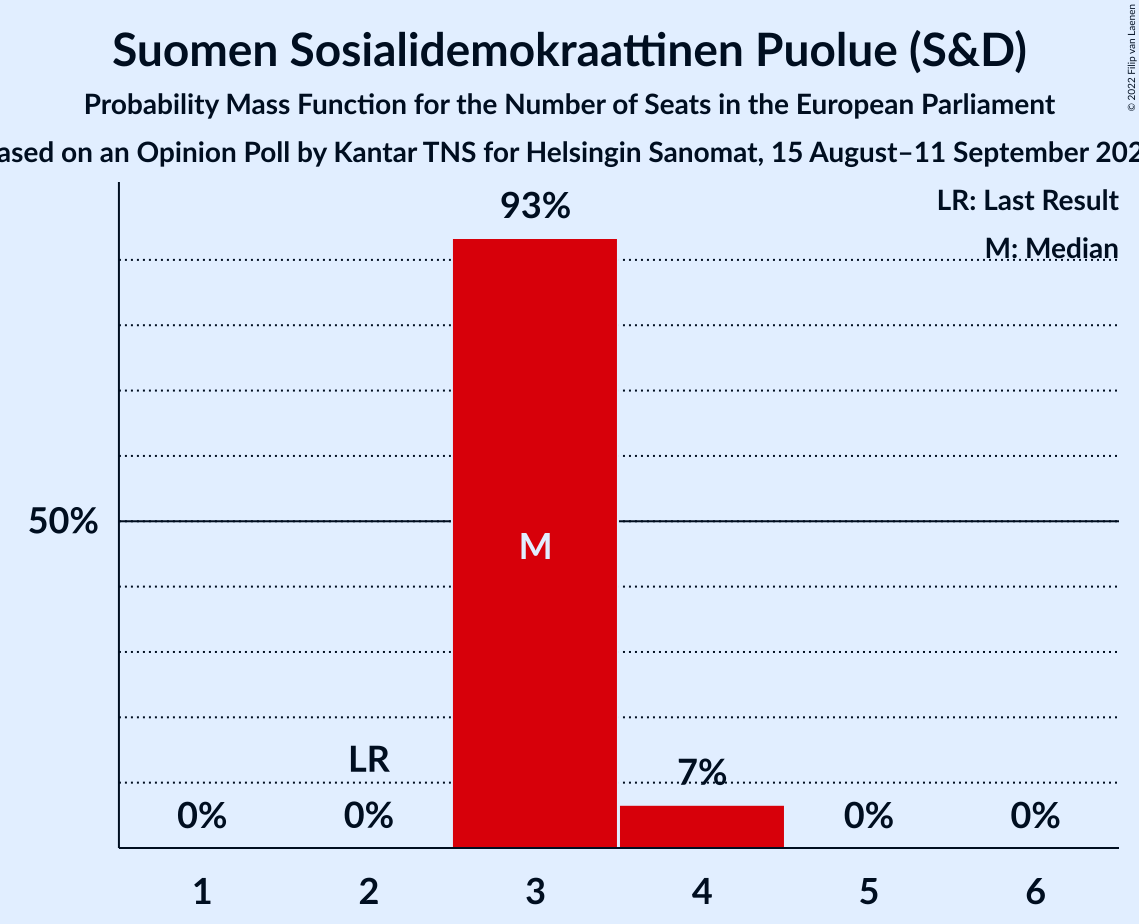 Suomen Sosialidemokraattinen Puolue (S&D)
Probability Mass Function for the Number of Seats in the European Parliament
ased on an Opinion Poll by Kantar TNS for Helsingin Sanomat, 15 August–11 September 202
© 2022 Filip van Laenen
LR: Last Result
M: Median
93%
50%
M
LR
7%
0%
0%
0%
0%
1
2
3
4
5
6